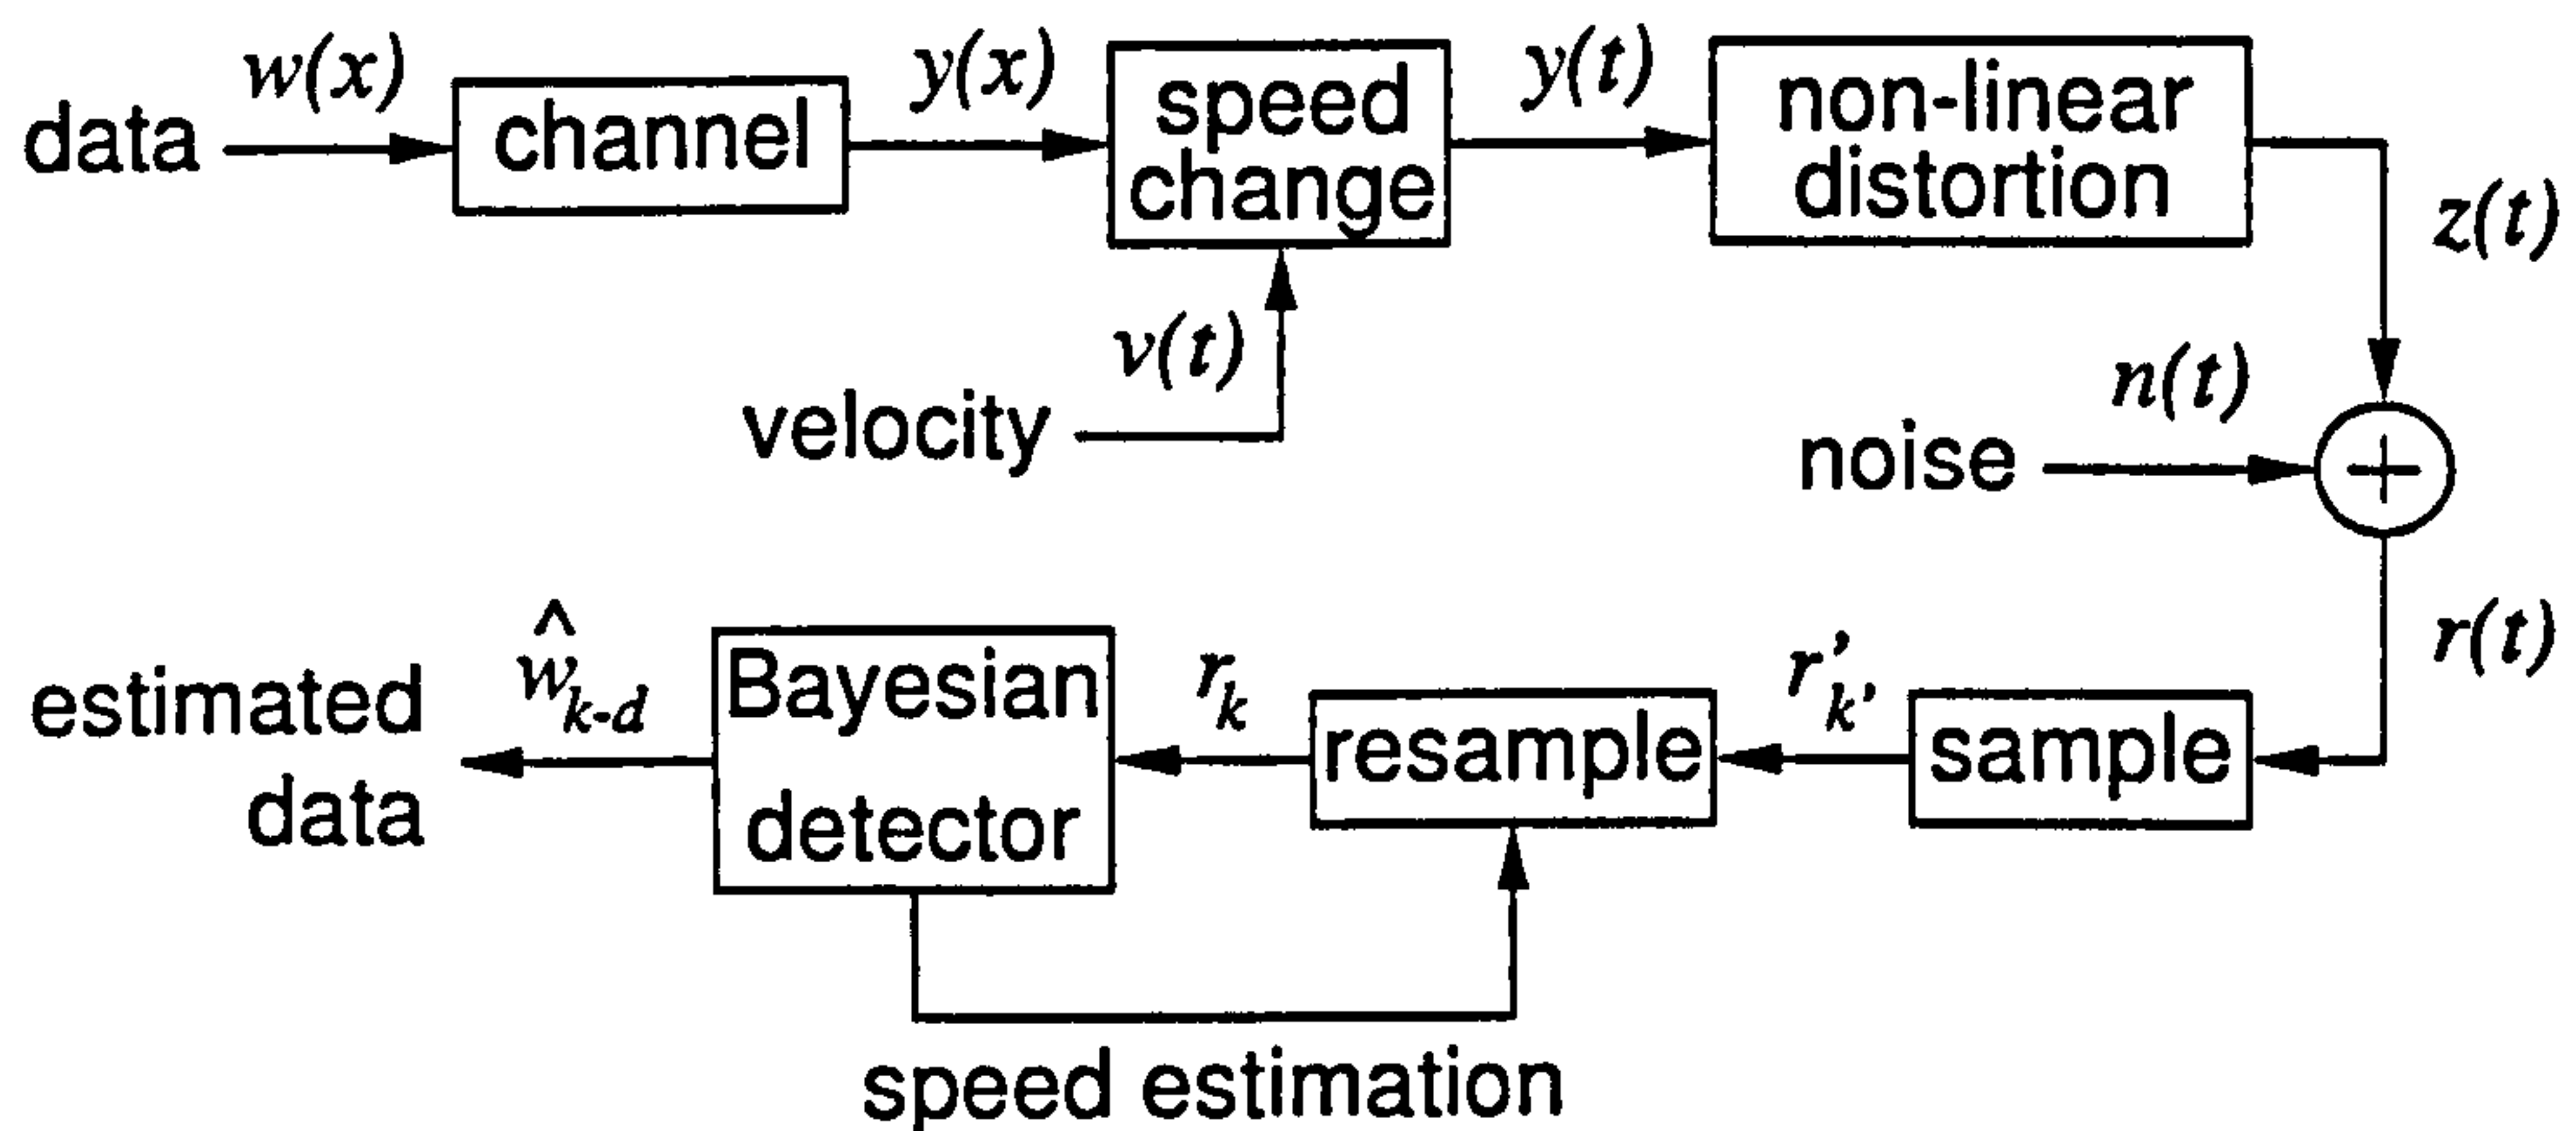 data
w(x)
channel
y(x)
speed
change
y(t)
non-linear
distortion
z(t)
velocity
v(t)
noise
n(t)
+
r(t)
sample
r'k'
resample
rk
Bayesian
detector
ŵk-d
estimated
data
speed estimation